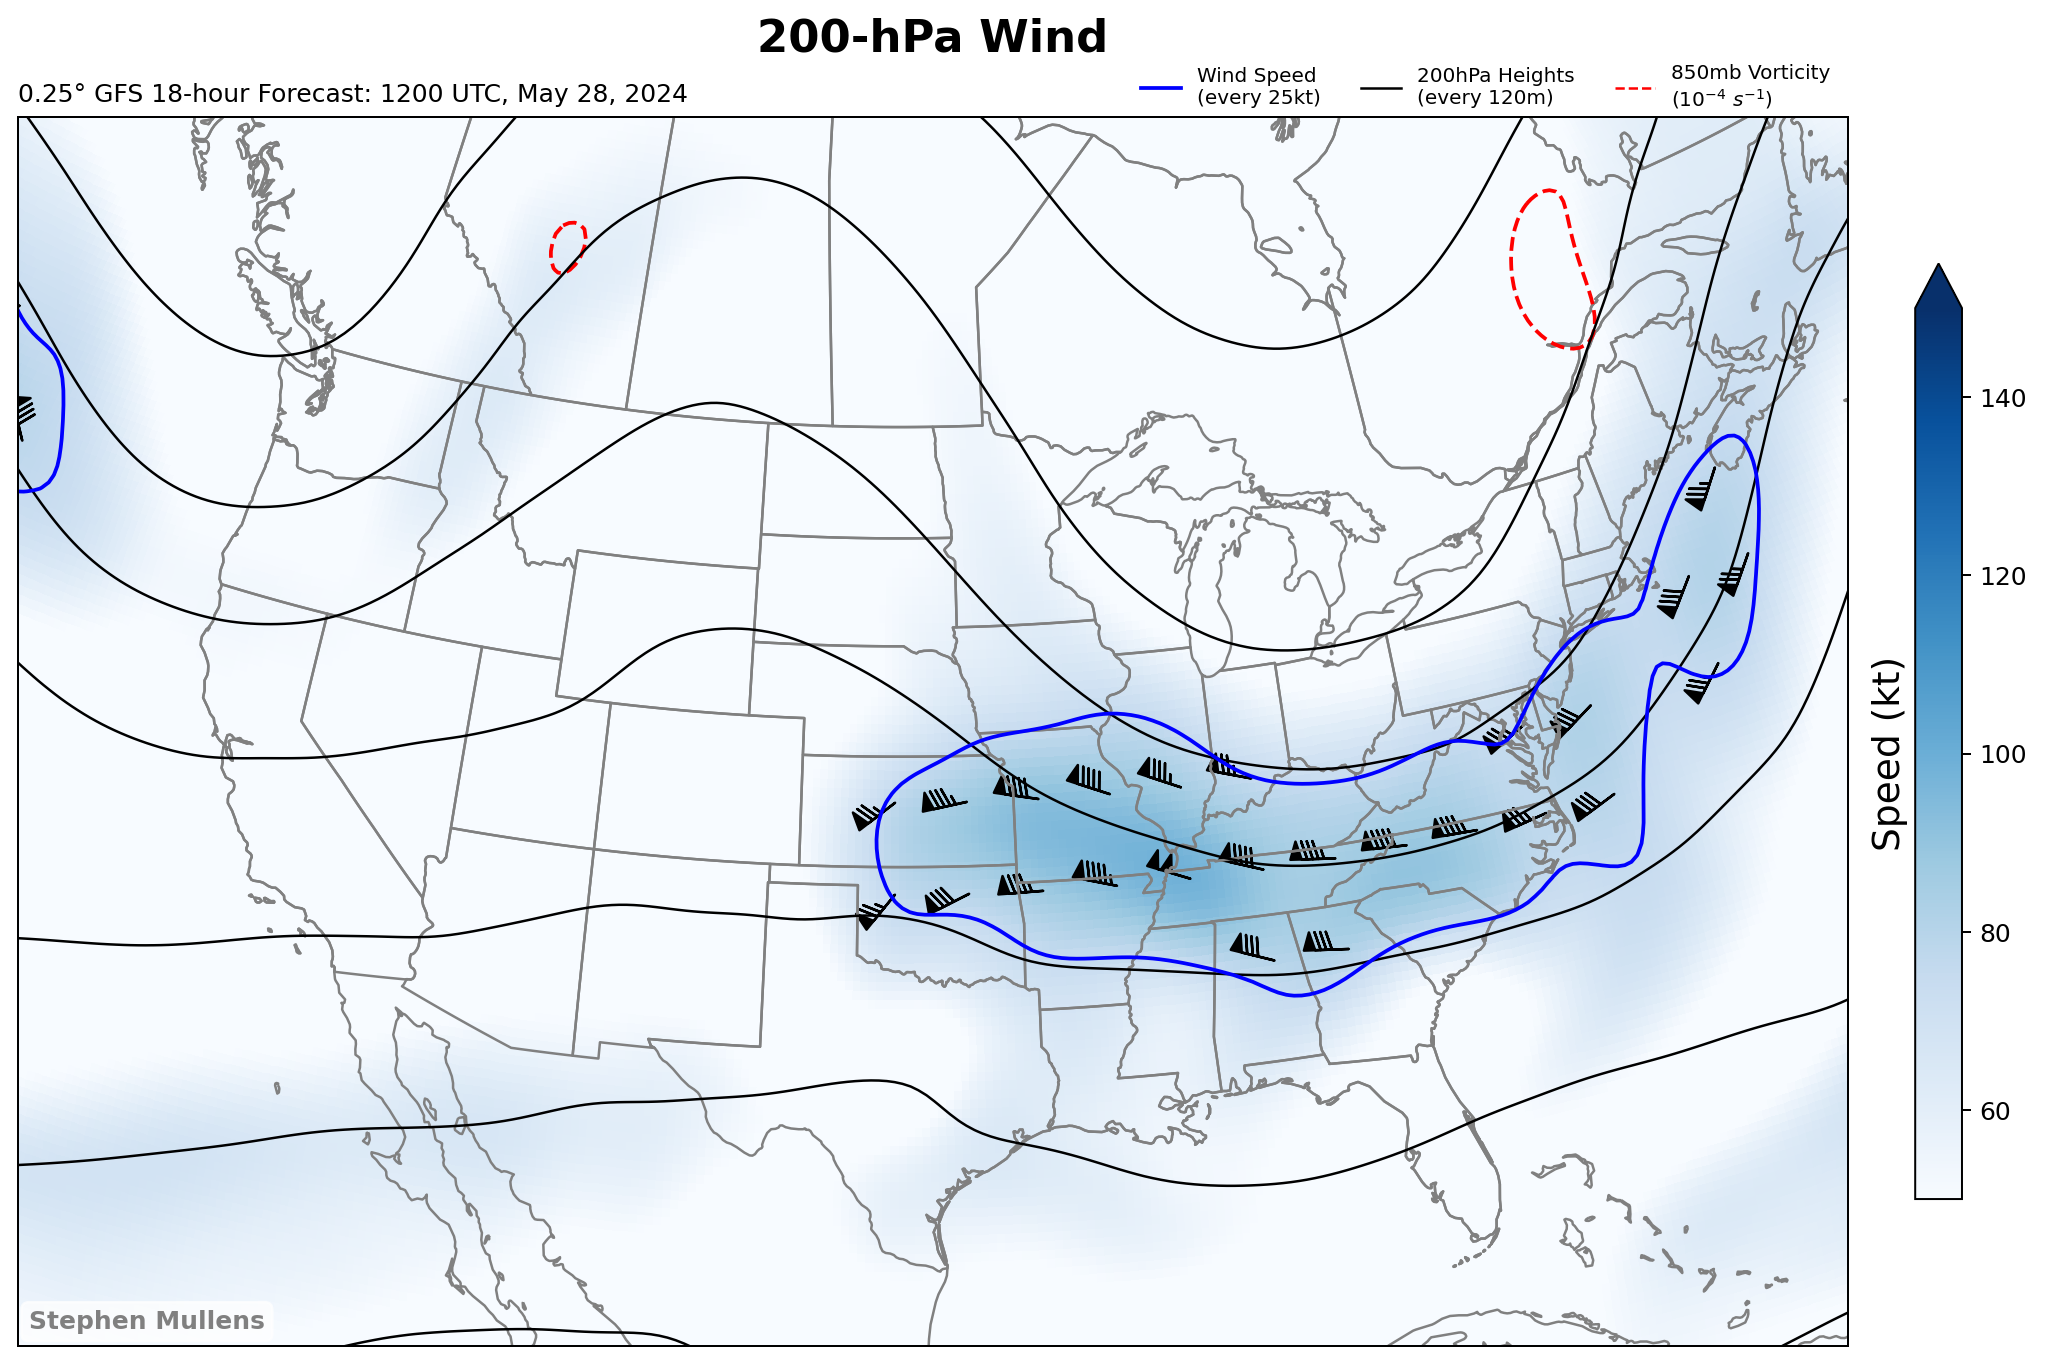 200-hPa Wind
0.25° GFS 18-hour Forecast: 1200 UTC, May 28, 2024
Wind Speed
(every 25kt)
200hPa Heights
(every 120m)
850mb Vorticity
(10⁻⁴ s⁻¹)
140
120
100
80
60
Speed (kt)
Stephen Mullens